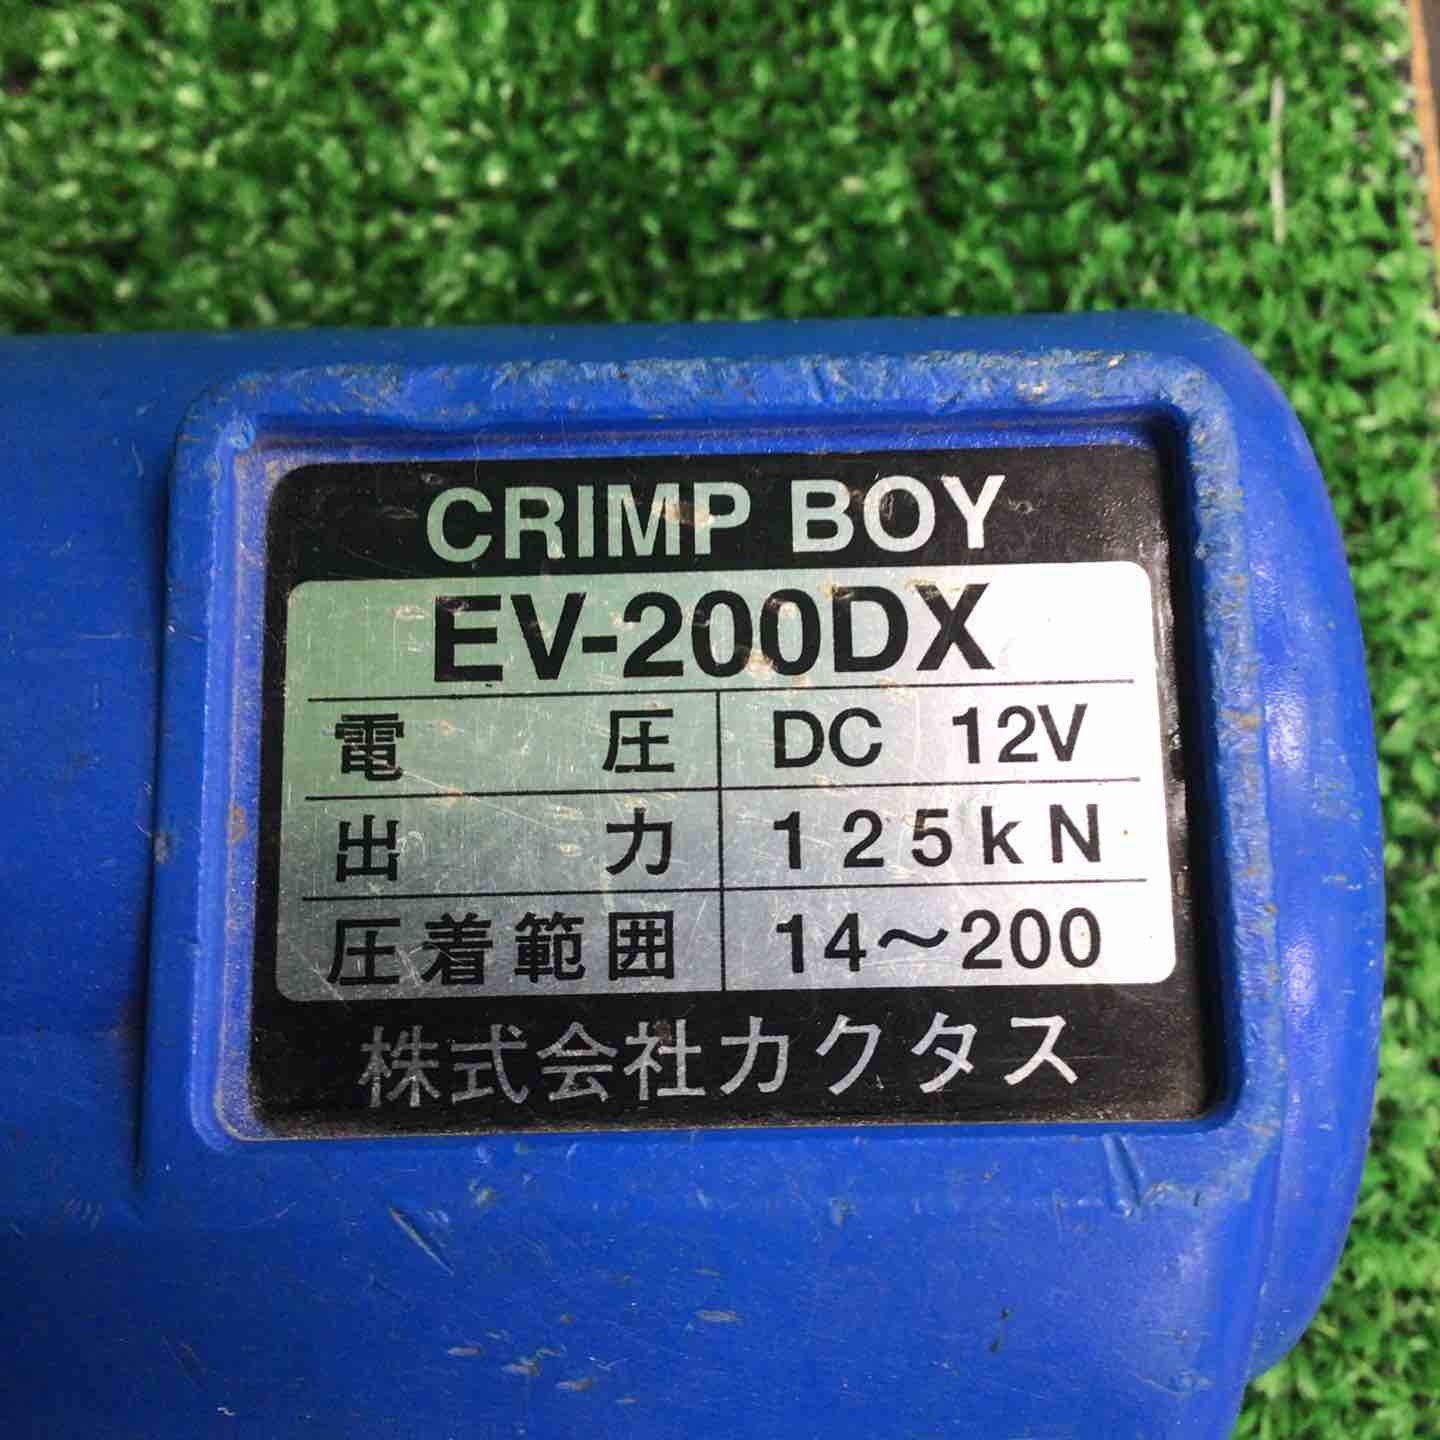 CRIMP BOY
EV-200DX
電圧 DC 12V
出力 125kN
圧着範囲 14～200
株式会社カクタス